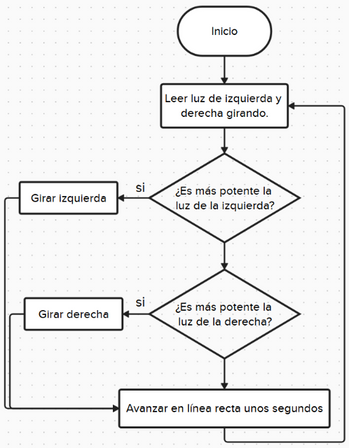 Inicio
Leer luz de izquierda y
derecha girando.
¿Es más potente la
luz de la izquierda?
si
Girar izquierda
¿Es más potente la
luz de la derecha?
si
Girar derecha
Avanzar en línea recta unos segundos